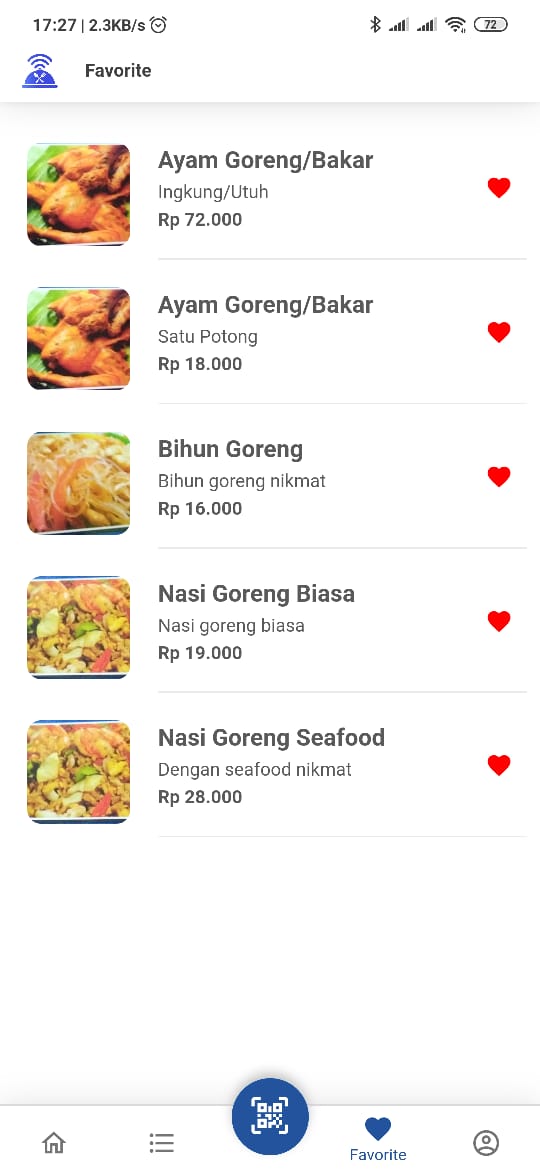 17:27 | 2.3KB/s
72
Favorite
Ayam Goreng/Bakar
Ingkung/Utuh
Rp 72.000
Ayam Goreng/Bakar
Satu Potong
Rp 18.000
Bihun Goreng
Bihun goreng nikmat
Rp 16.000
Nasi Goreng Biasa
Nasi goreng biasa
Rp 19.000
Nasi Goreng Seafood
Dengan seafood nikmat
Rp 28.000
Favorite